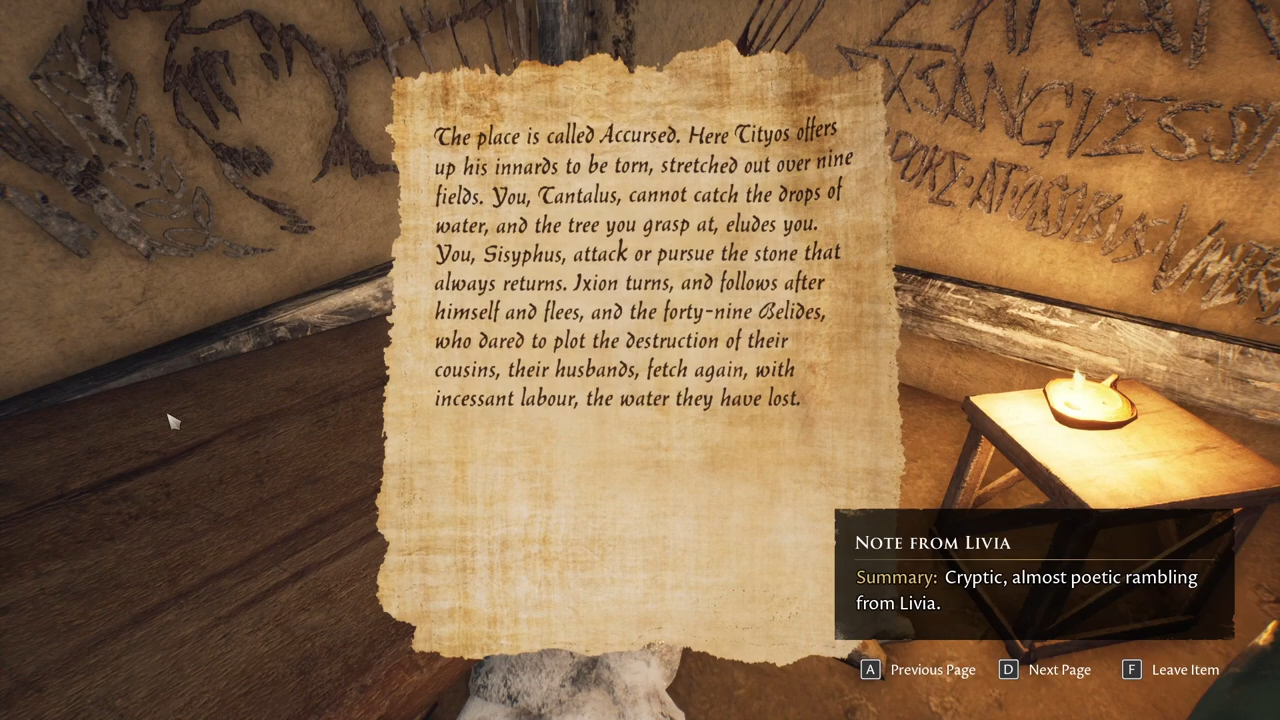 The place is called Accursed. Here Tityos offers
up his innards to be torn, stretched out over nine
fields. You, Tantalus, cannot catch the drops of
water, and the tree you grasp at, eludes you.
You, Sisyphus, attack or pursue the stone that
always returns. Ixion turns, and follows after
himself and flees, and the forty-nine Belides,
who dared to plot the destruction of their
cousins, their husbands, fetch again, with
incessant labour, the water they have lost.
Note from Livia
Summary: Cryptic, almost poetic rambling
from Livia.
A Previous Page D Next Page F Leave Item